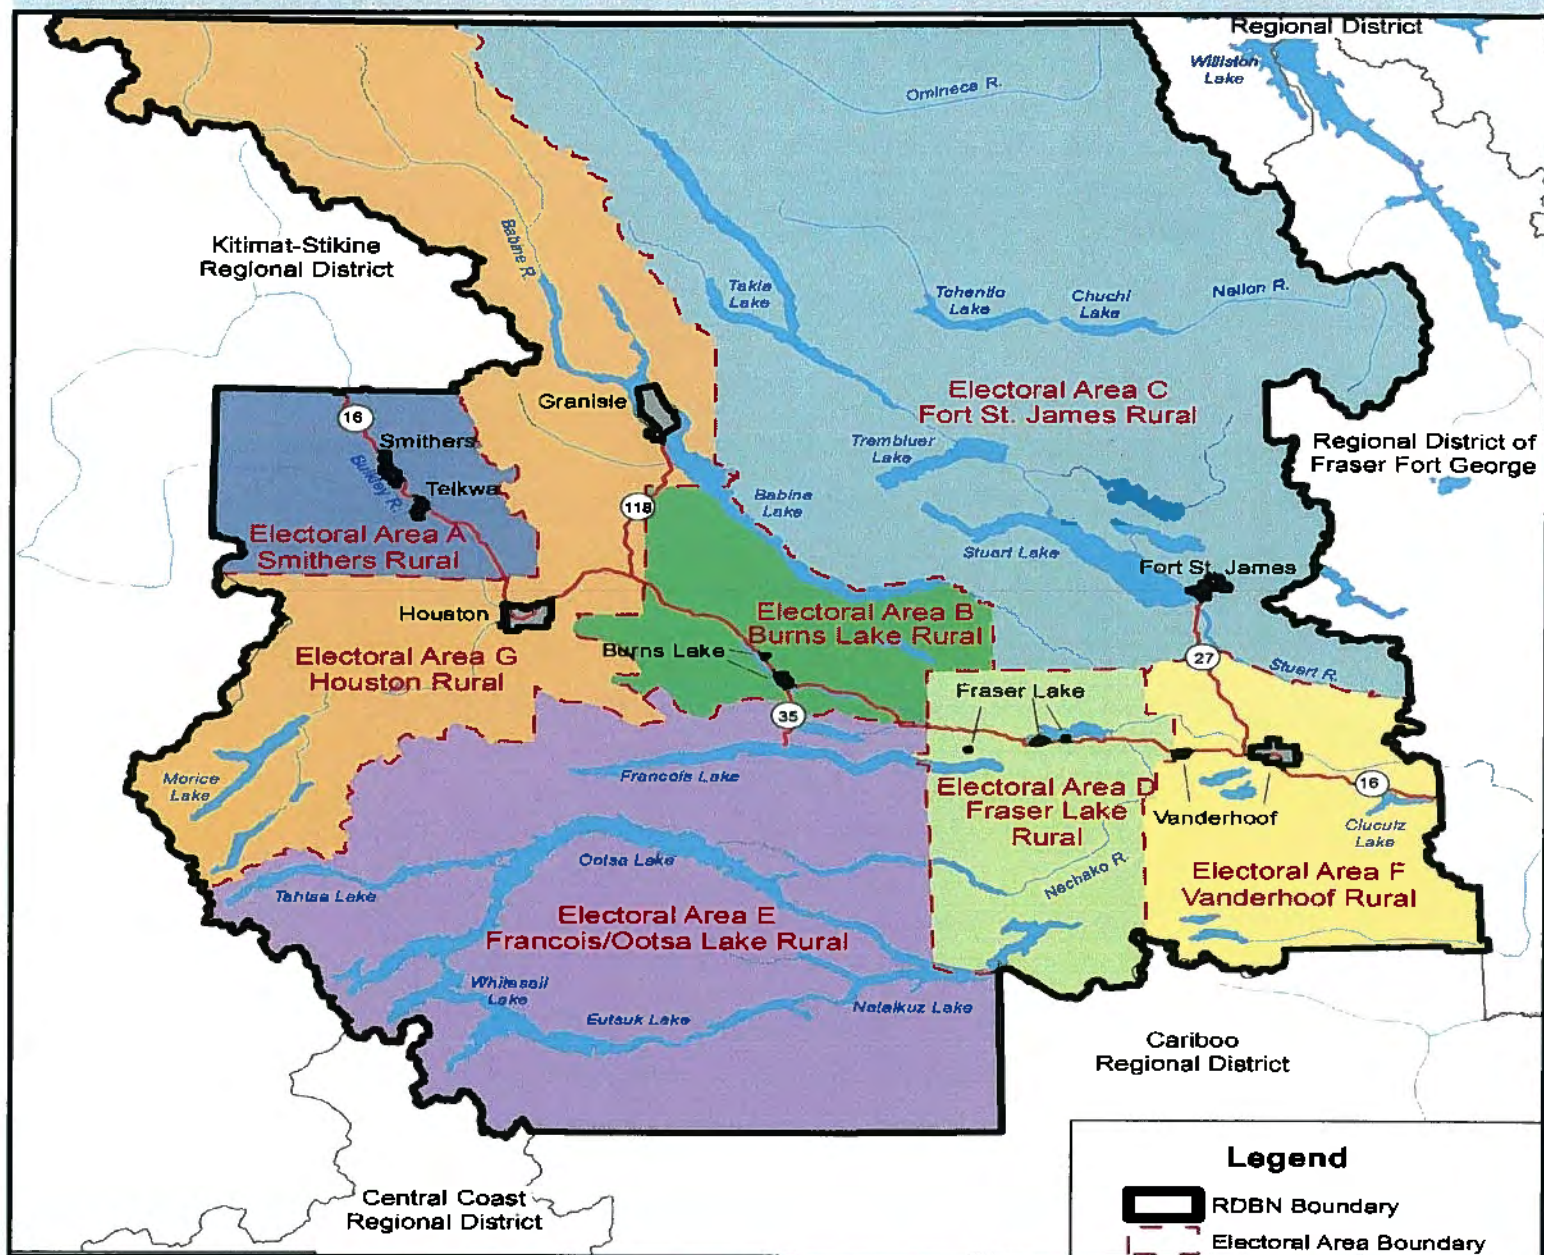 Regional District
Williston
Lake
Omineca R.
Kitimat-Stikine
Regional District
Babine R.
Takla
Lake
Tchentlo
Lake
Chuchi
Lake
Nation R.
Granisle
Electoral Area C
Fort St. James Rural
16
Smithers
Bulkley R.
Telkwa
Trembluer
Lake
Regional District of
Fraser Fort George
118
Babine
Lake
Electoral Area A
Smithers Rural
Stuart Lake
Fort St. James
Houston
Electoral Area B
Burns Lake Rural
Burns Lake
Electoral Area G
Houston Rural
27
Stuart R.
Fraser Lake
35
Morice
Lake
Francois Lake
Electoral Area D
Fraser Lake
Rural
16
Vanderhoof
Cluculz
Lake
Ootsa Lake
Nechako R.
Tahtsa Lake
Electoral Area F
Vanderhoof Rural
Electoral Area E
Francois/Ootsa Lake Rural
Whitesail
Lake
Eutsuk Lake
Natalkuz Lake
Cariboo
Regional District
Central Coast
Regional District
Legend
RDBN Boundary
Electoral Area Boundary